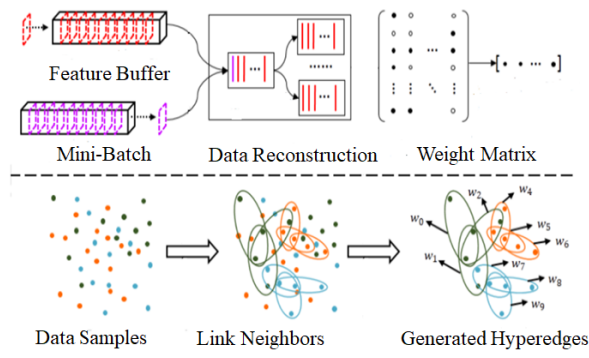 Feature Buffer
Mini-Batch
Data Reconstruction
Weight Matrix
w0
w1
w2
w4
w5
w6
w7
w8
w9
Data Samples
Link Neighbors
Generated Hyperedges